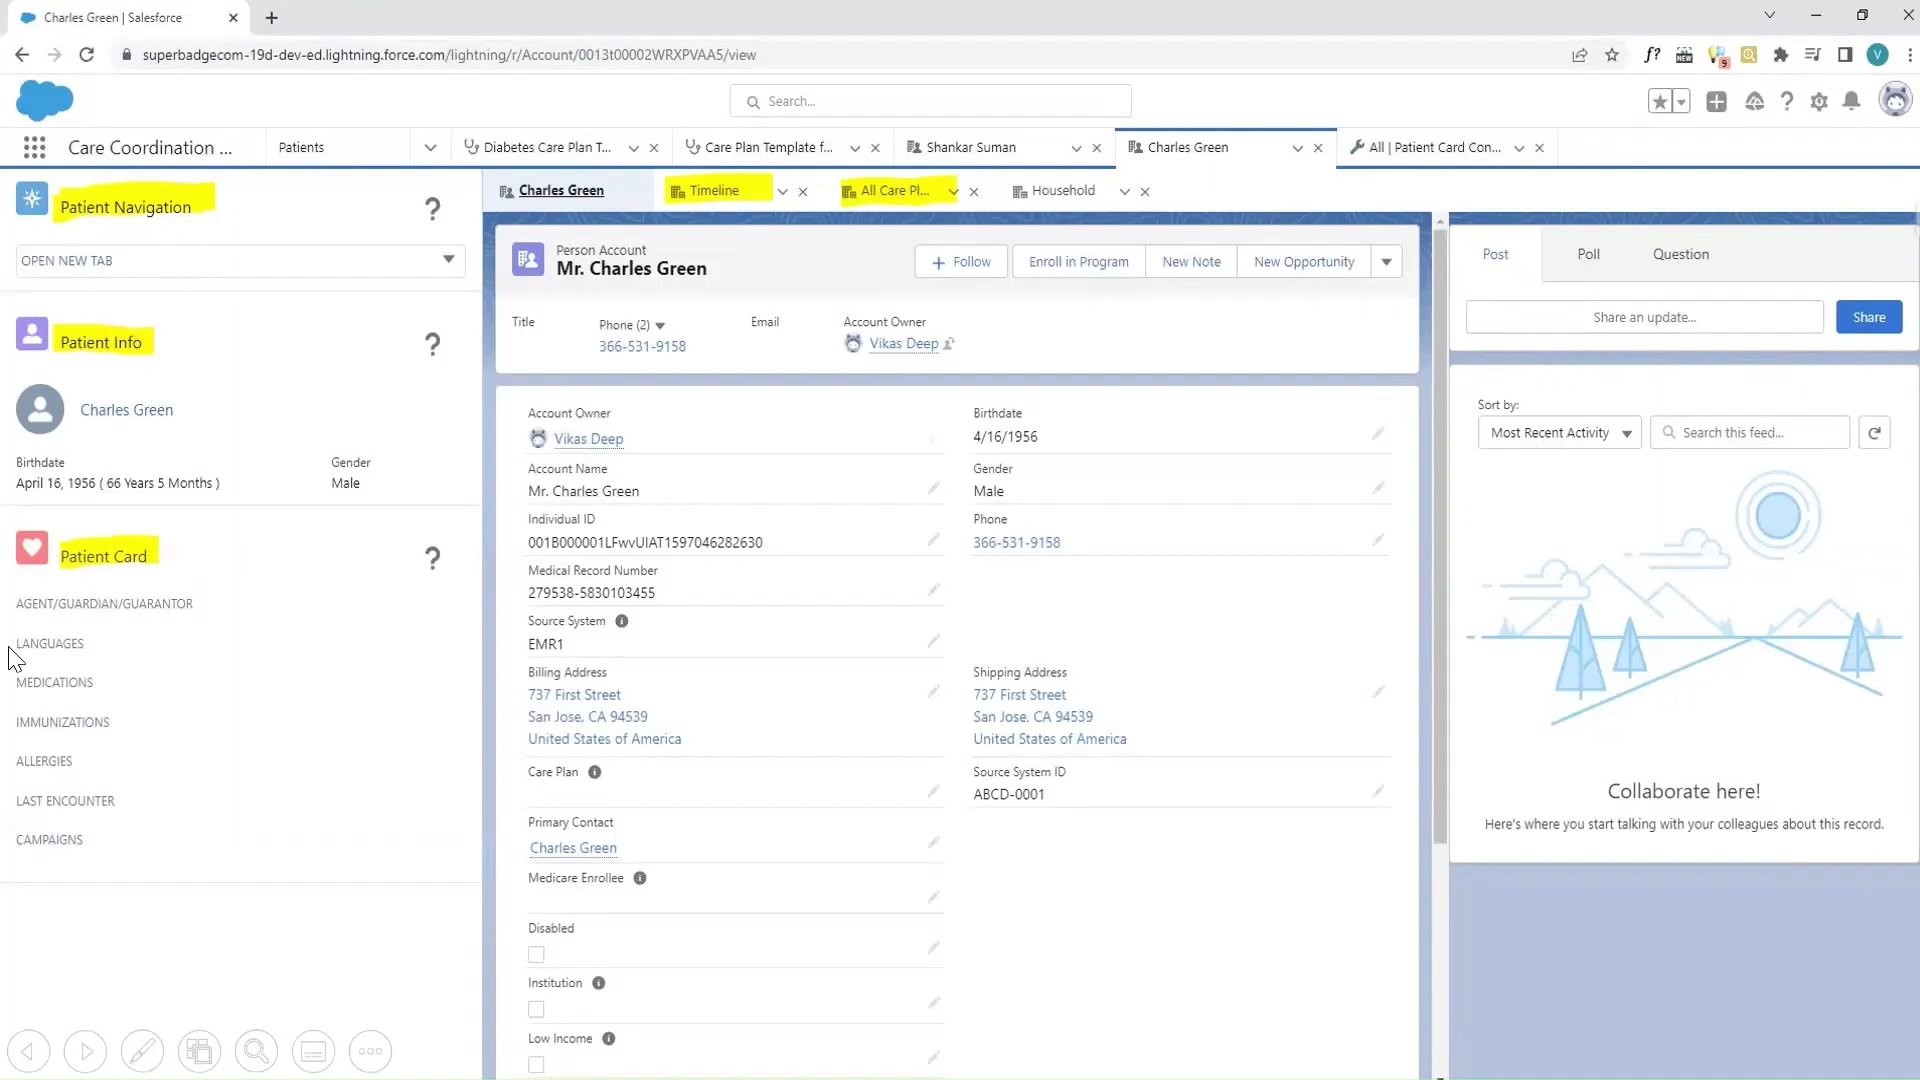 Charles Green | Salesforce
superbadgecom-19d-dev-ed.lightning.force.com/lightning/r/Account/0013t00002WRXPVAA5/view
f?
NEW
9
V
Search...
Care Coordination ...
Patients
Diabetes Care Plan T...
Care Plan Template f...
Shankar Suman
Charles Green
All | Patient Card Con...
Patient Navigation
?
OPEN NEW TAB
Patient Info
?
Charles Green
Birthdate
Gender
April 16, 1956 ( 66 Years 5 Months )
Male
Patient Card
?
AGENT/GUARDIAN/GUARANTOR
LANGUAGES
MEDICATIONS
IMMUNIZATIONS
ALLERGIES
LAST ENCOUNTER
CAMPAIGNS
Charles Green
Timeline
All Care Pl...
Household
Person Account
Mr. Charles Green
Follow
Enroll in Program
New Note
New Opportunity
Title
Phone (2)
Email
Account Owner
366-531-9158
Vikas Deep
Account Owner
Vikas Deep
Birthdate
4/16/1956
Account Name
Mr. Charles Green
Gender
Male
Individual ID
001B000001LFwvUIAT1597046282630
Phone
366-531-9158
Medical Record Number
279538-5830103455
Source System
EMR1
Billing Address
737 First Street
San Jose, CA 94539
United States of America
Shipping Address
737 First Street
San Jose, CA 94539
United States of America
Care Plan
Source System ID
ABCD-0001
Primary Contact
Charles Green
Medicare Enrollee
Disabled
Institution
Low Income
Post
Poll
Question
Share an update...
Share
Sort by:
Most Recent Activity
Search this feed...
Collaborate here!
Here's where you start talking with your colleagues about this record.